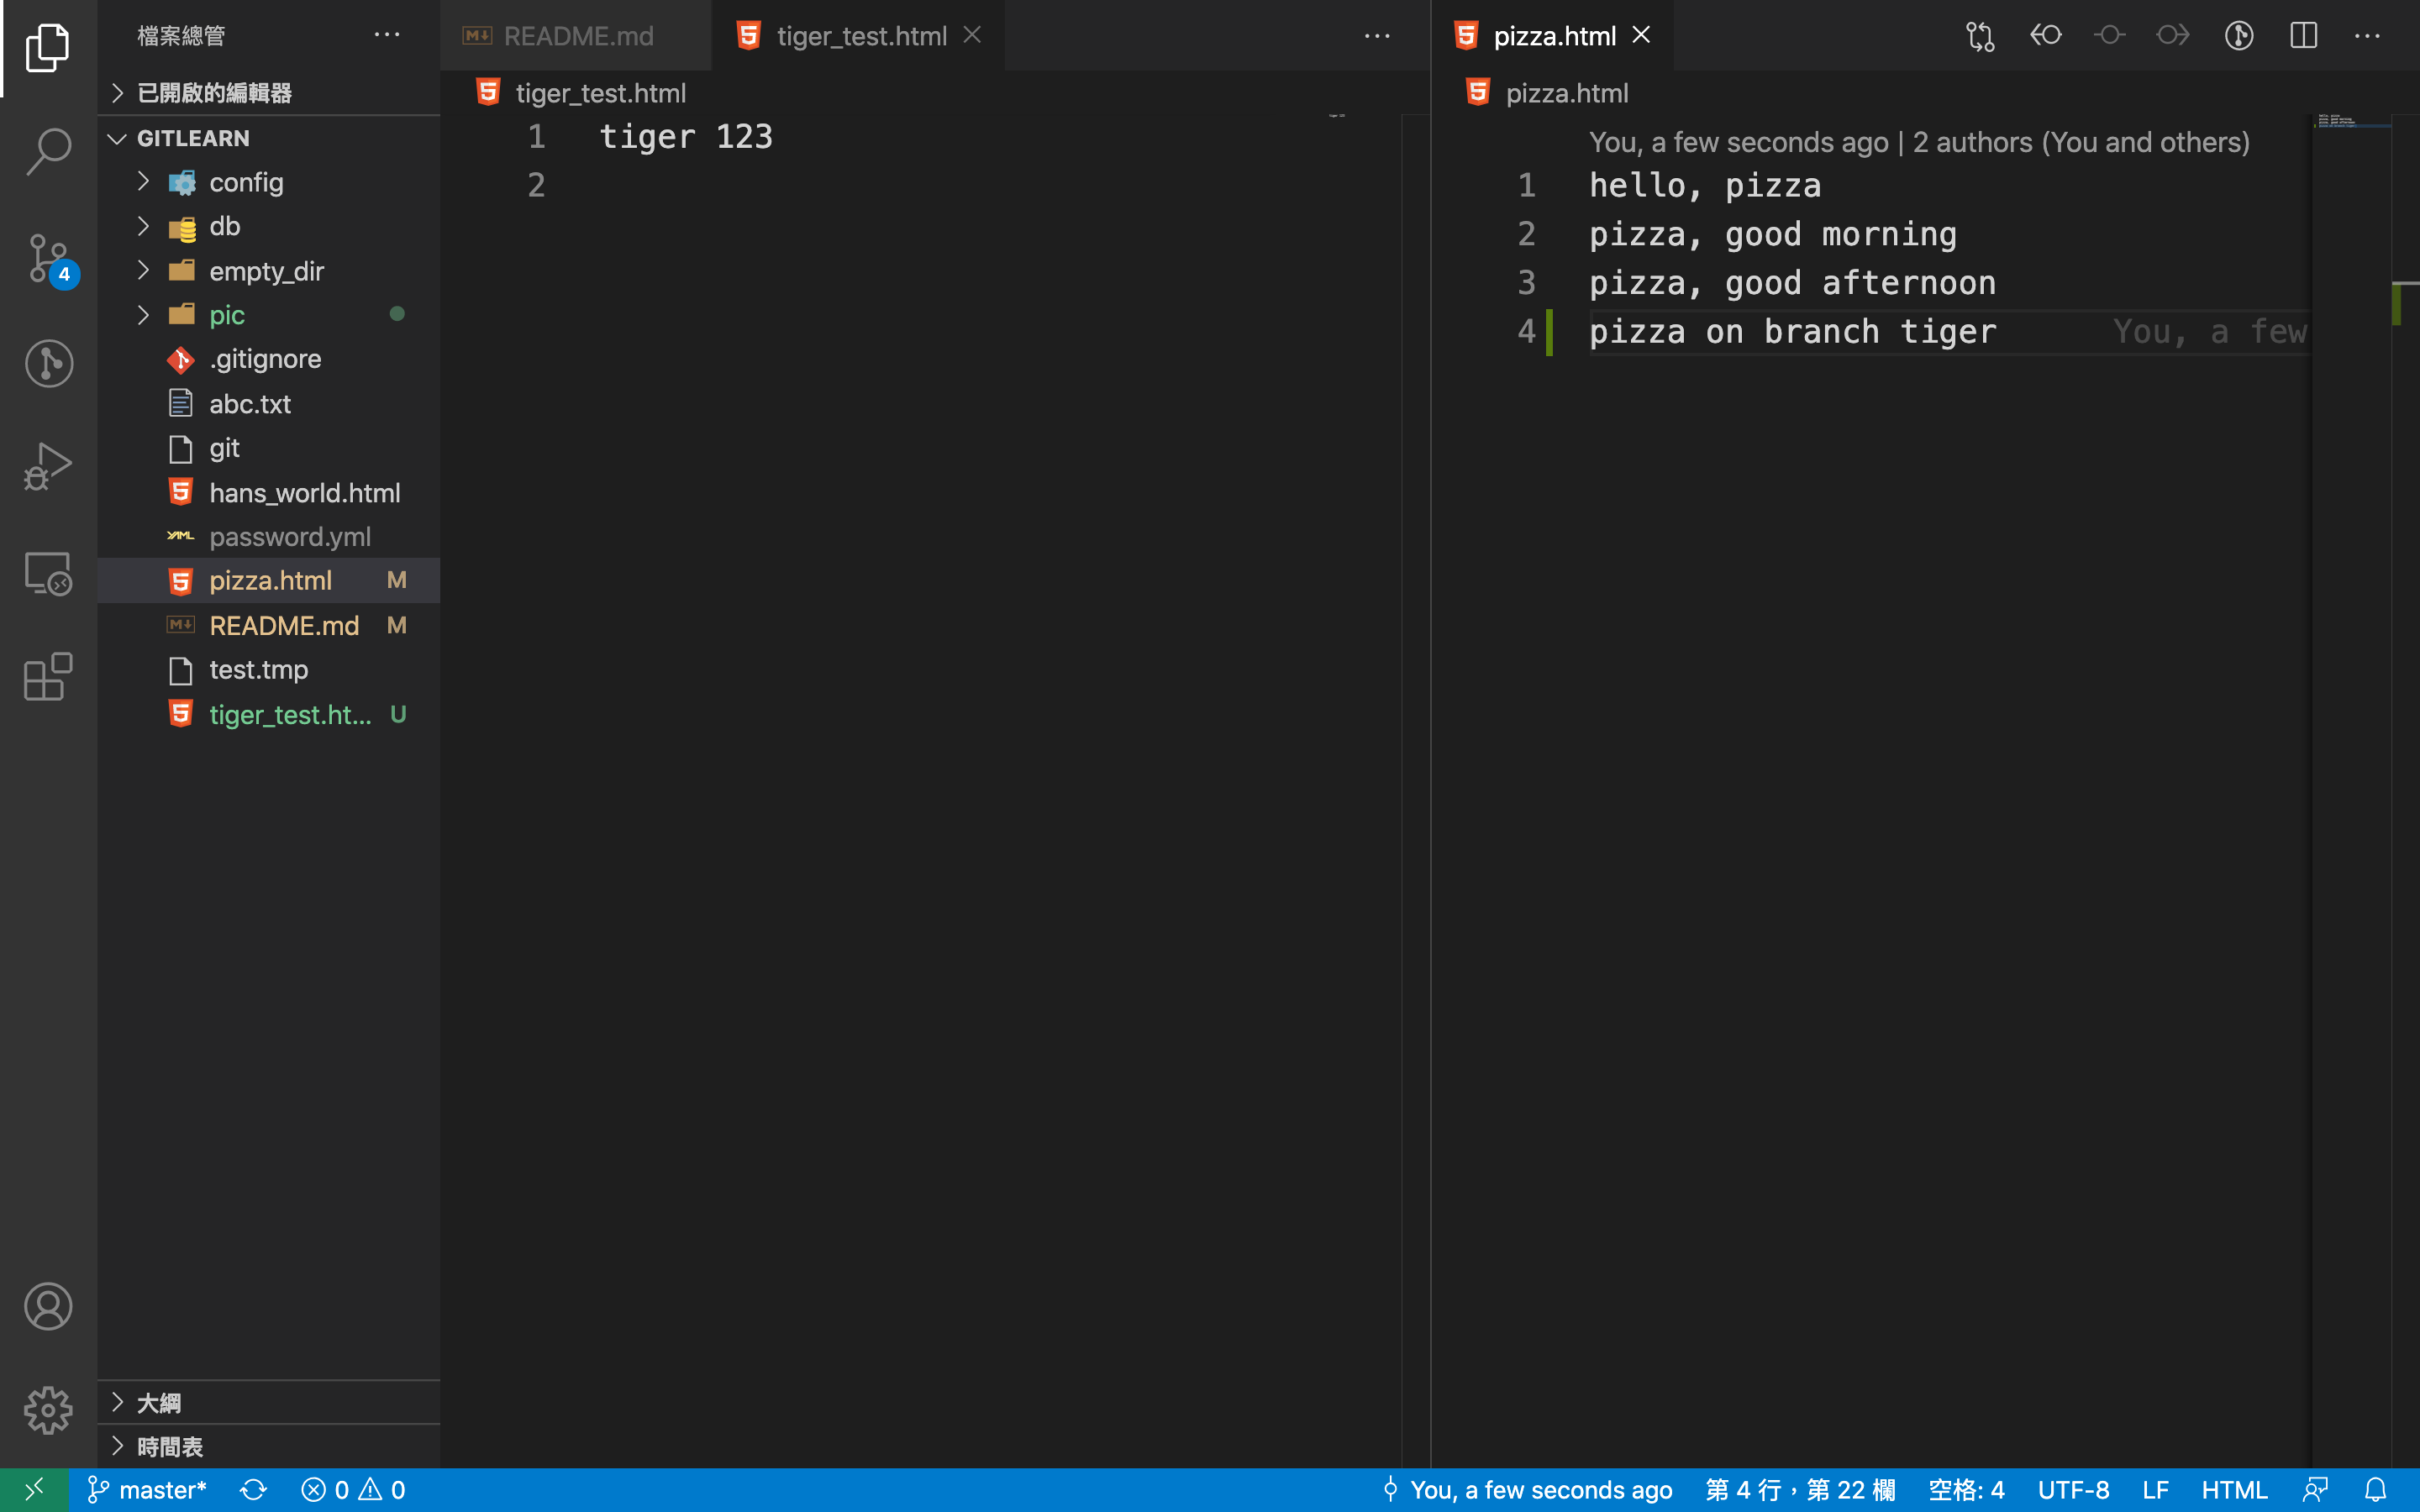 檔案總管
已開啟的編輯器
GITLEARN
config
db
empty_dir
pic
.gitignore
abc.txt
git
hans_world.html
password.yml
pizza.html M
README.md M
test.tmp
tiger_test.ht... U
大綱
時間表
4
README.md
tiger_test.html
tiger_test.html
1 tiger 123
2
pizza.html
pizza.html
You, a few seconds ago | 2 authors (You and others)
1 hello, pizza
2 pizza, good morning
3 pizza, good afternoon
4 pizza on branch tiger You, a few
master* 0 0 You, a few seconds ago 第 4 行，第 22 欄 空格: 4 UTF-8 LF HTML